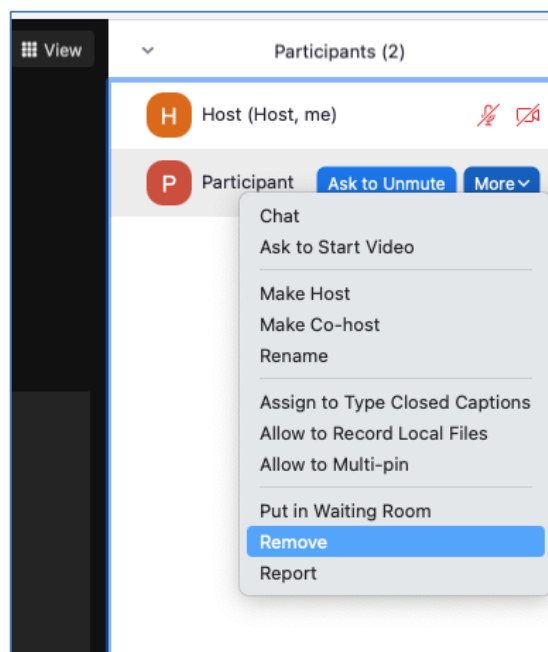 View
Participants (2)
H Host (Host, me)
P Participant Ask to Unmute More
Chat
Ask to Start Video
Make Host
Make Co-host
Rename
Assign to Type Closed Captions
Allow to Record Local Files
Allow to Multi-pin
Put in Waiting Room
Remove
Report